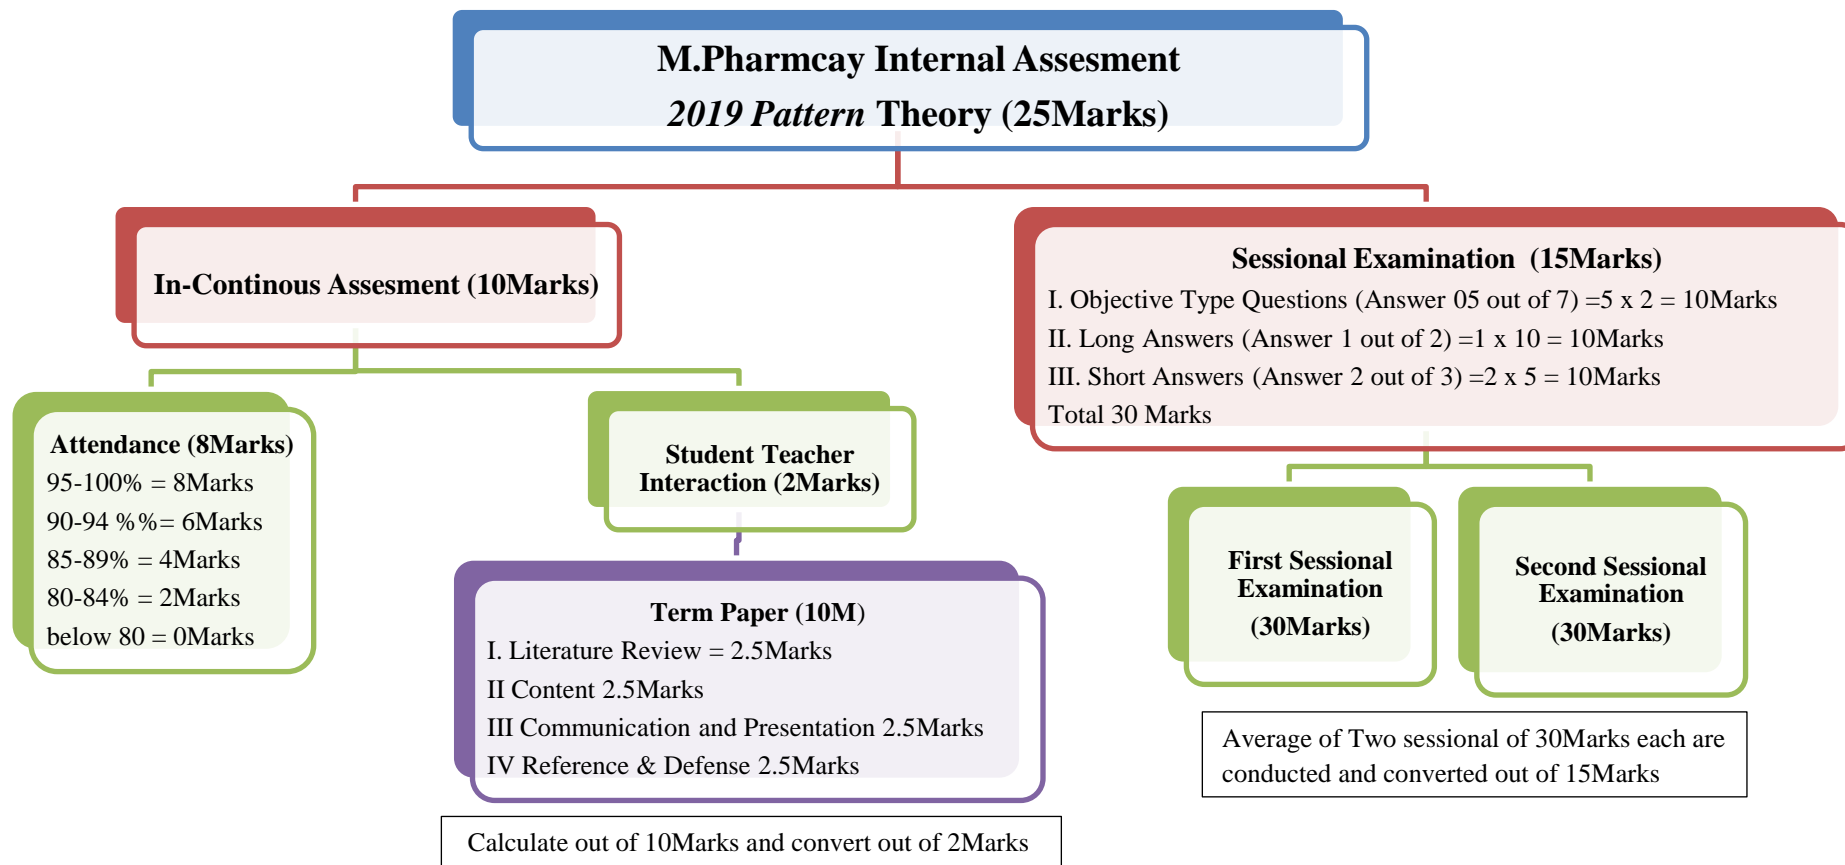 M.Pharmcay Internal Assesment
2019 Pattern Theory (25Marks)
In-Continous Assesment (10Marks)
Sessional Examination (15Marks)
I. Objective Type Questions (Answer 05 out of 7) =5 x 2 = 10Marks
II. Long Answers (Answer 1 out of 2) =1 x 10 = 10Marks
III. Short Answers (Answer 2 out of 3) =2 x 5 = 10Marks
Total 30 Marks
Attendance (8Marks)
95-100% = 8Marks
90-94 %%= 6Marks
85-89% = 4Marks
80-84% = 2Marks
below 80 = 0Marks
Student Teacher
Interaction (2Marks)
Term Paper (10M)
I. Literature Review = 2.5Marks
II Content 2.5Marks
III Communication and Presentation 2.5Marks
IV Reference & Defense 2.5Marks
Calculate out of 10Marks and convert out of 2Marks
First Sessional
Examination
(30Marks)
Second Sessional
Examination
(30Marks)
Average of Two sessional of 30Marks each are
conducted and converted out of 15Marks